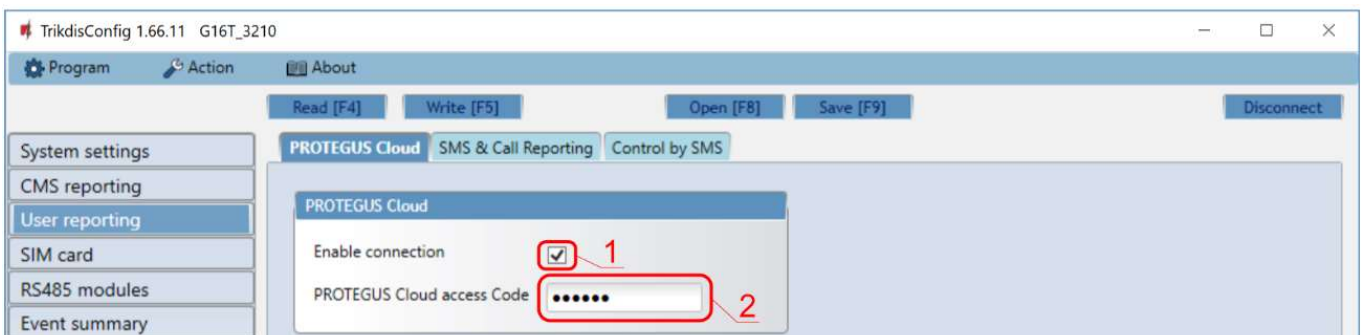 TrikdisConfig 1.66.11 G16T_3210
Program Action About
Read [F4] Write [F5] Open [F8] Save [F9] Disconnect
System settings
CMS reporting
User reporting
SIM card
RS485 modules
Event summary
PROTEGUS Cloud SMS & Call Reporting Control by SMS
PROTEGUS Cloud
Enable connection 1
PROTEGUS Cloud access Code •••••• 2